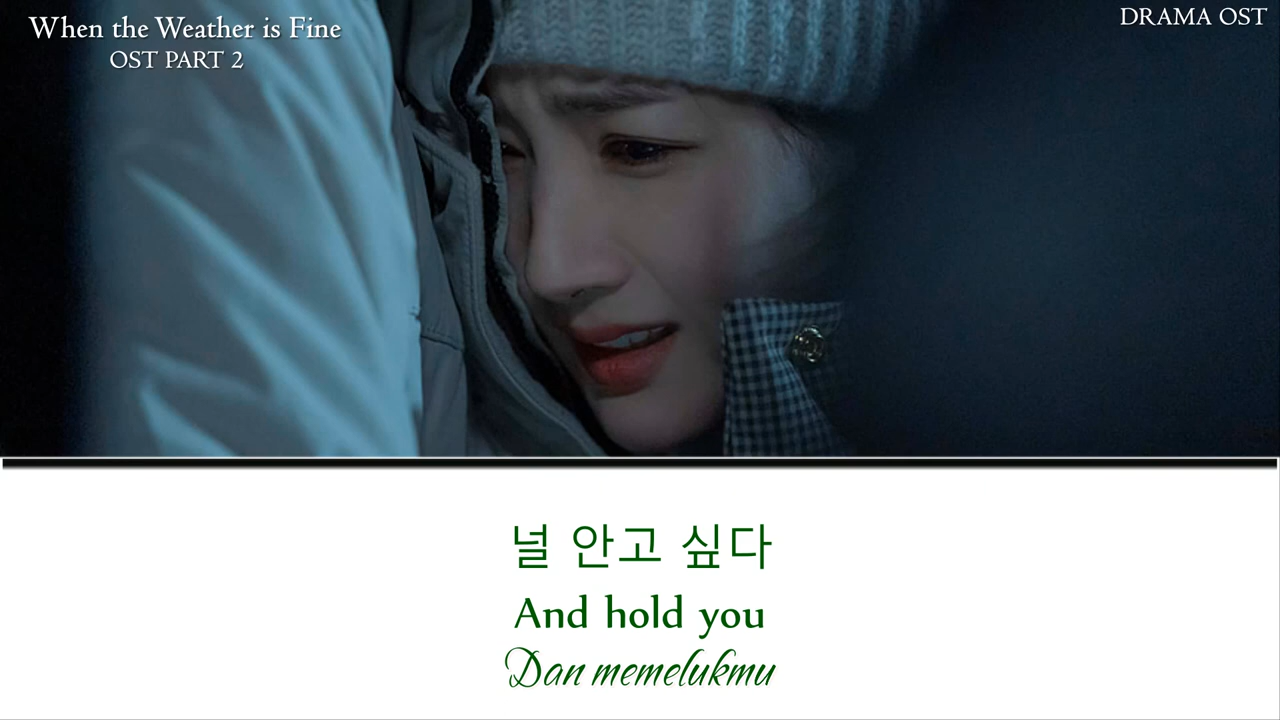 When the Weather is Fine
OST PART 2
DRAMA OST
널 안고 싶다
And hold you
Dan memelukmu